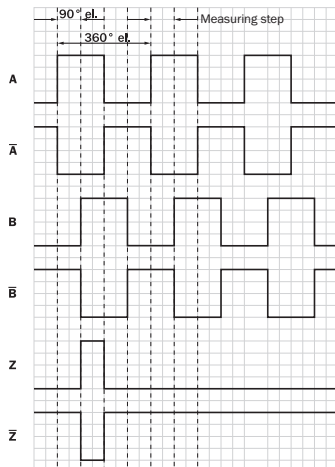 90° el.
Measuring step
360° el.
A
A̅
B
B̅
Z
Z̅